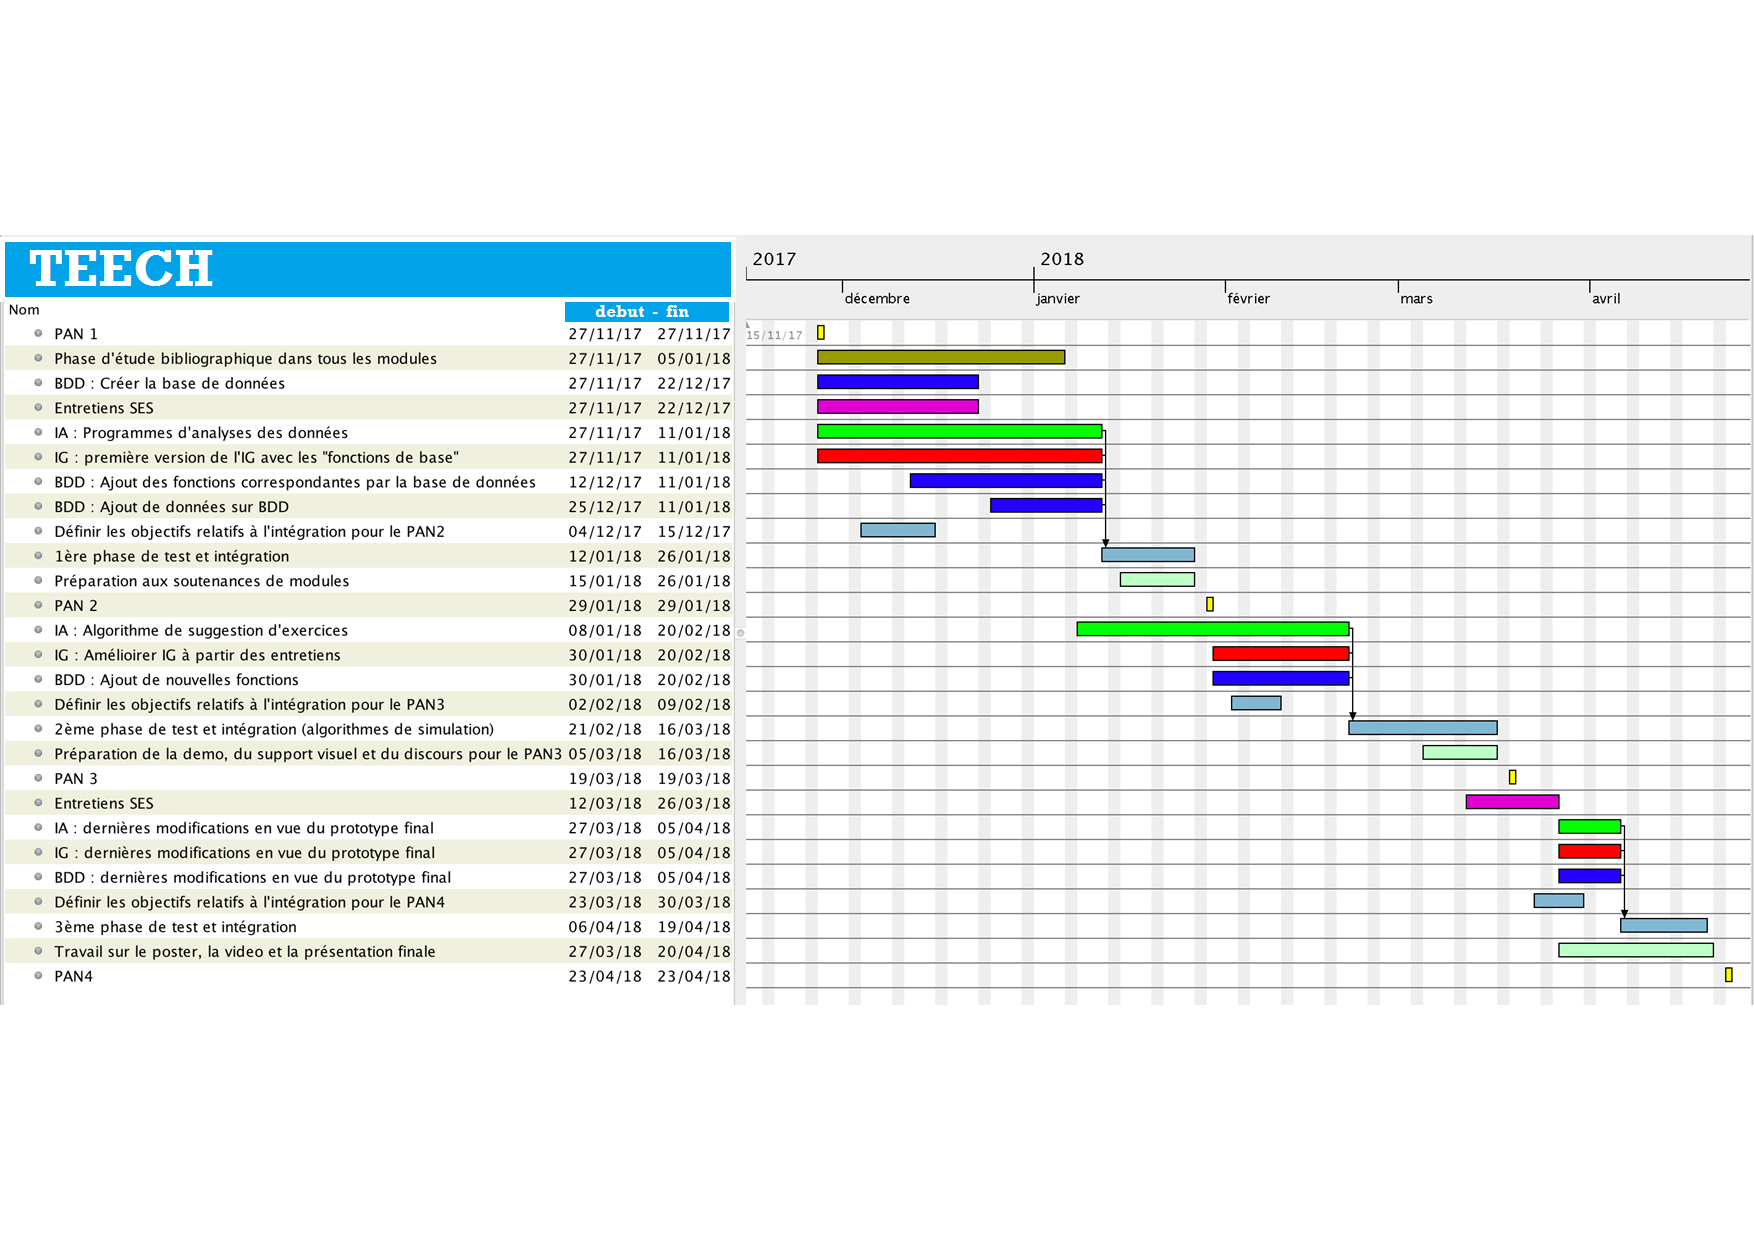 TEECH
2017 2018
décembre janvier février mars avril
Nom debut - fin
15/11/17
PAN 1 27/11/17 27/11/17
Phase d'étude bibliographique dans tous les modules 27/11/17 05/01/18
BDD : Créer la base de données 27/11/17 22/12/17
Entretiens SES 27/11/17 22/12/17
IA : Programmes d'analyses des données 27/11/17 11/01/18
IG : première version de l'IG avec les "fonctions de base" 27/11/17 11/01/18
BDD : Ajout des fonctions correspondantes par la base de données 12/12/17 11/01/18
BDD : Ajout de données sur BDD 25/12/17 11/01/18
Définir les objectifs relatifs à l'intégration pour le PAN2 04/12/17 15/12/17
1ère phase de test et intégration 12/01/18 26/01/18
Préparation aux soutenances de modules 15/01/18 26/01/18
PAN 2 29/01/18 29/01/18
IA : Algorithme de suggestion d'exercices 08/01/18 20/02/18
IG : Amélioirer IG à partir des entretiens 30/01/18 20/02/18
BDD : Ajout de nouvelles fonctions 30/01/18 20/02/18
Définir les objectifs relatifs à l'intégration pour le PAN3 02/02/18 09/02/18
2ème phase de test et intégration (algorithmes de simulation) 21/02/18 16/03/18
Préparation de la demo, du support visuel et du discours pour le PAN3 05/03/18 16/03/18
PAN 3 19/03/18 19/03/18
Entretiens SES 12/03/18 26/03/18
IA : dernières modifications en vue du prototype final 27/03/18 05/04/18
IG : dernières modifications en vue du prototype final 27/03/18 05/04/18
BDD : dernières modifications en vue du prototype final 27/03/18 05/04/18
Définir les objectifs relatifs à l'intégration pour le PAN4 23/03/18 30/03/18
3ème phase de test et intégration 06/04/18 19/04/18
Travail sur le poster, la video et la présentation finale 27/03/18 20/04/18
PAN4 23/04/18 23/04/18